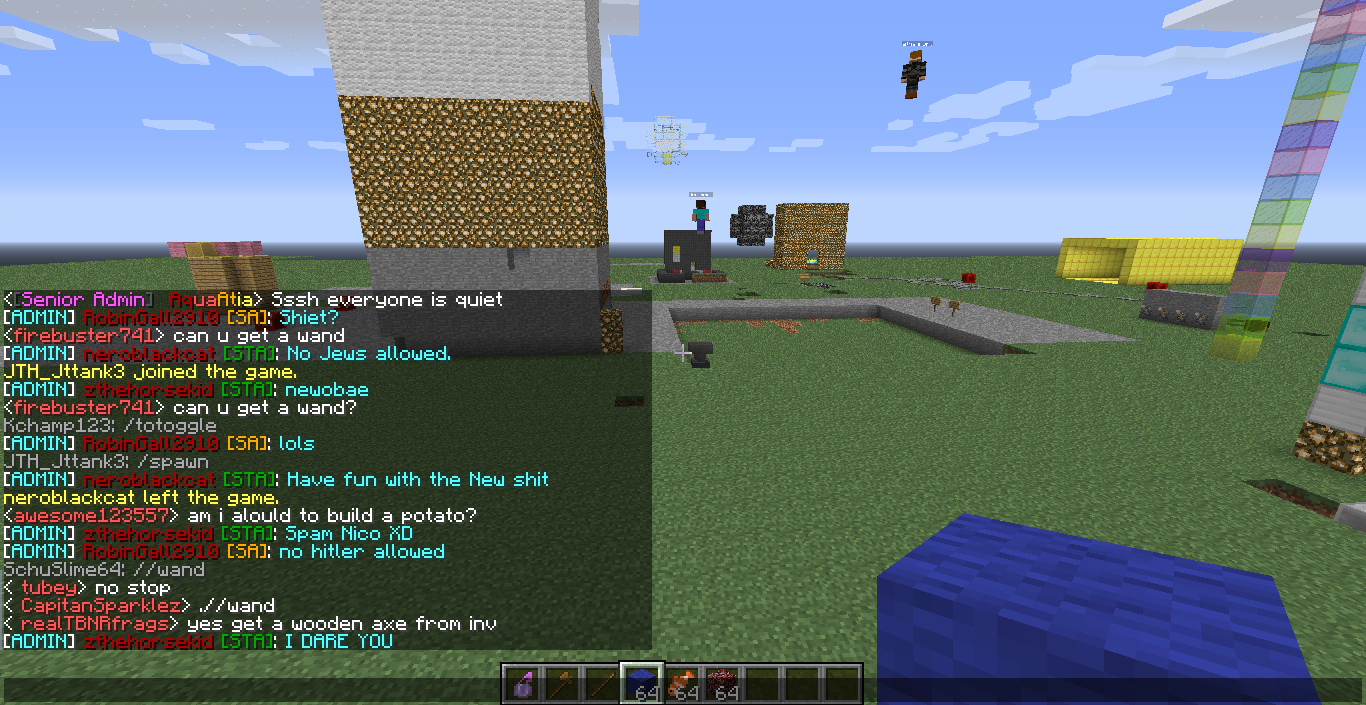 <[Senior Admin] AquaAtia> Sssh everyone is quiet
[ADMIN] RobinGall2910 [SA]: Shiet?
<firebuster741> can u get a wand
[ADMIN] neroblackcat [STA]: No Jews allowed.
JTH_Jttank3 joined the game.
[ADMIN] zthehorsekid [STA]: newobae
<firebuster741> can u get a wand?
Kchamp123: /totoggle
[ADMIN] RobinGall2910 [SA]: lols
JTH_Jttank3: /spawn
[ADMIN] neroblackcat [STA]: Have fun with the New shit
neroblackcat left the game.
<awesome123557> am i alould to build a potato?
[ADMIN] zthehorsekid [STA]: Spam Nico XD
[ADMIN] RobinGall2910 [SA]: no hitler allowed
SchuSlime64: //wand
< tubey> no stop
< CapitanSparklez> .//wand
< realTBNRfrags> yes get a wooden axe from inv
[ADMIN] zthehorsekid [STA]: I DARE YOU
64 64 64